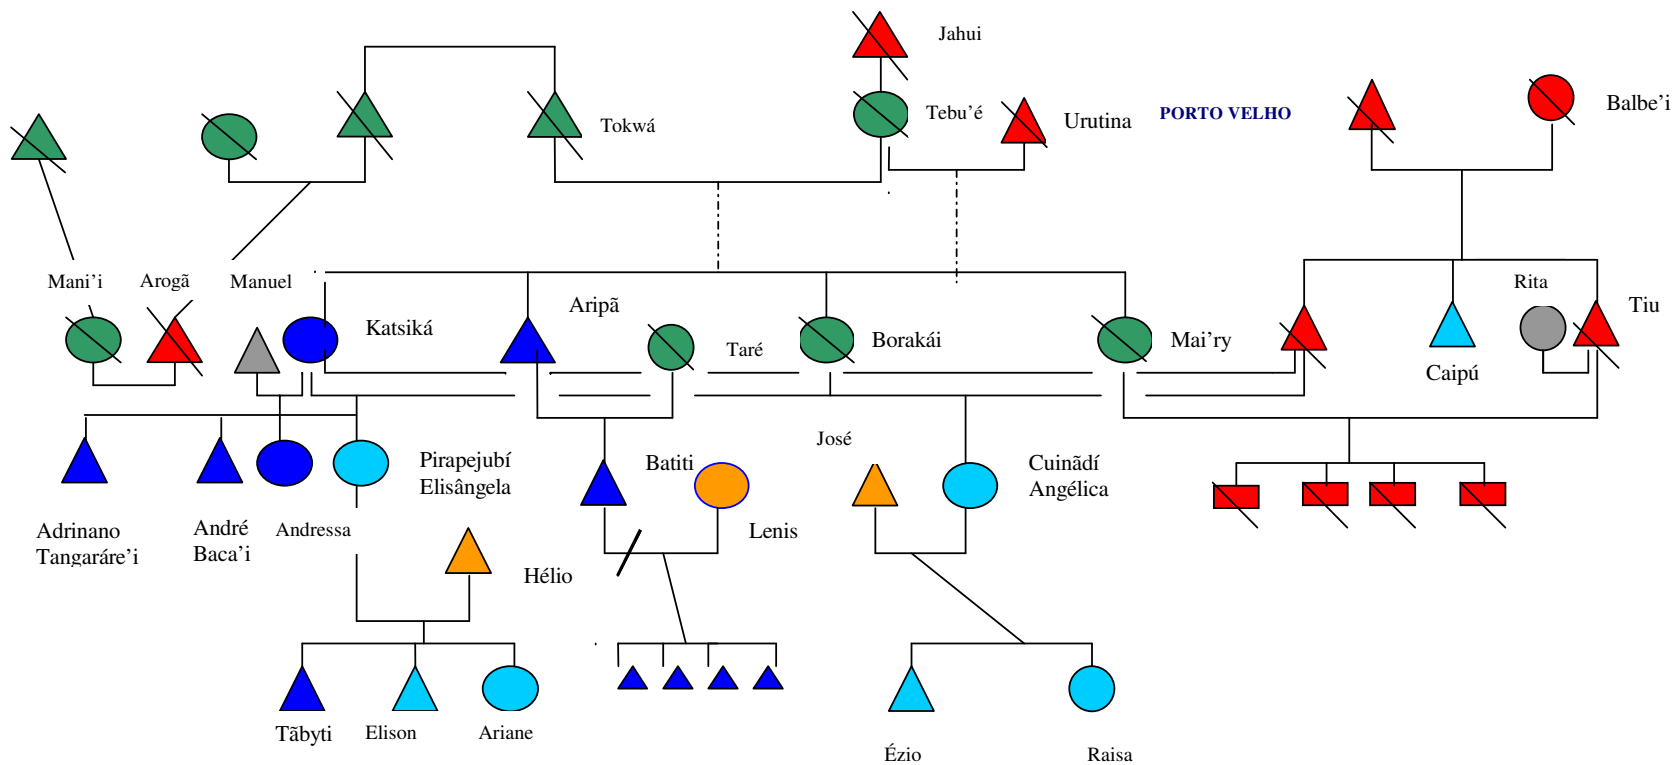 Jahui
Tebu'é
Urutina
PORTO VELHO
Balbe'i
Tokwá
Mani'i
Arogã
Manuel
Katsiká
Aripã
Taré
Borakái
Mai'ry
Caipú
Rita
Tiu
Adrinano
Tangaráre'i
André
Baca'i
Andressa
Pirapejubí
Elisângela
Hélio
Batiti
Lenis
José
Cuinãdí
Angélica
Tãbyti
Elison
Ariane
Ézio
Raisa